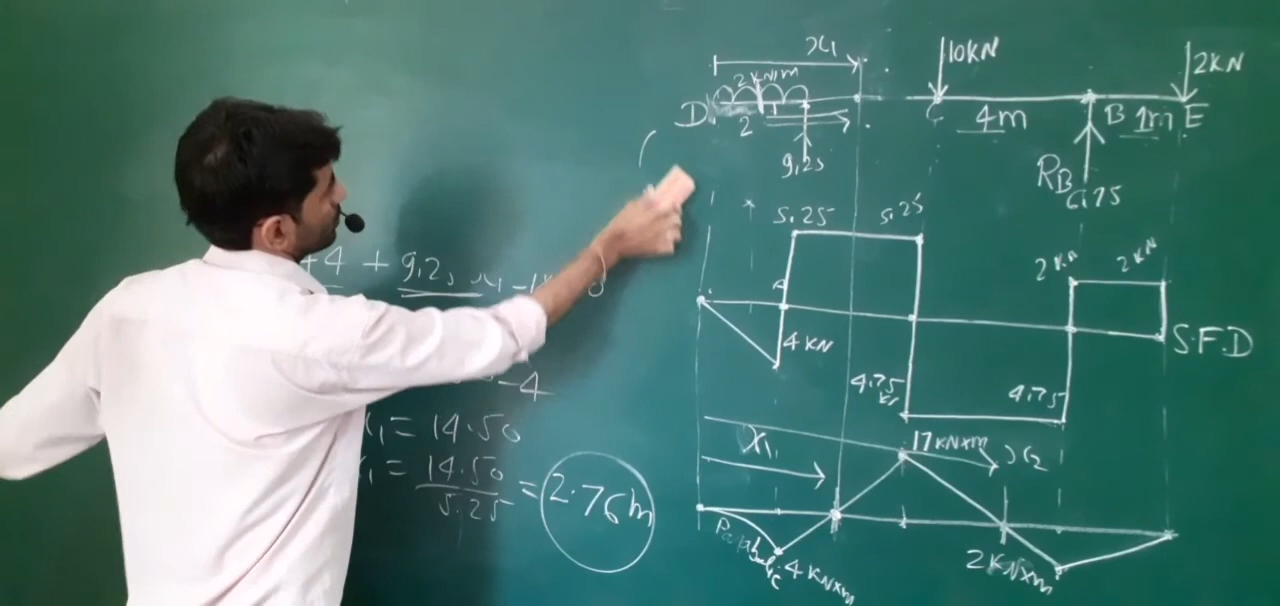 x₁
10KN
2KN
2KN/m
D
C
4m
B
1m
E
2
9.25
RB
6.75
5.25
5.25
2KN
2KN
A
4KN
S.F.D
4.75
KN
4.75
+4 + 9.25 x₁ -
-4
x₁ = 14.50
x₁ = 14.50
5.25
= 2.76m
x₁
17KN×m
x₂
Parabolic
4KN×m
2KN×m